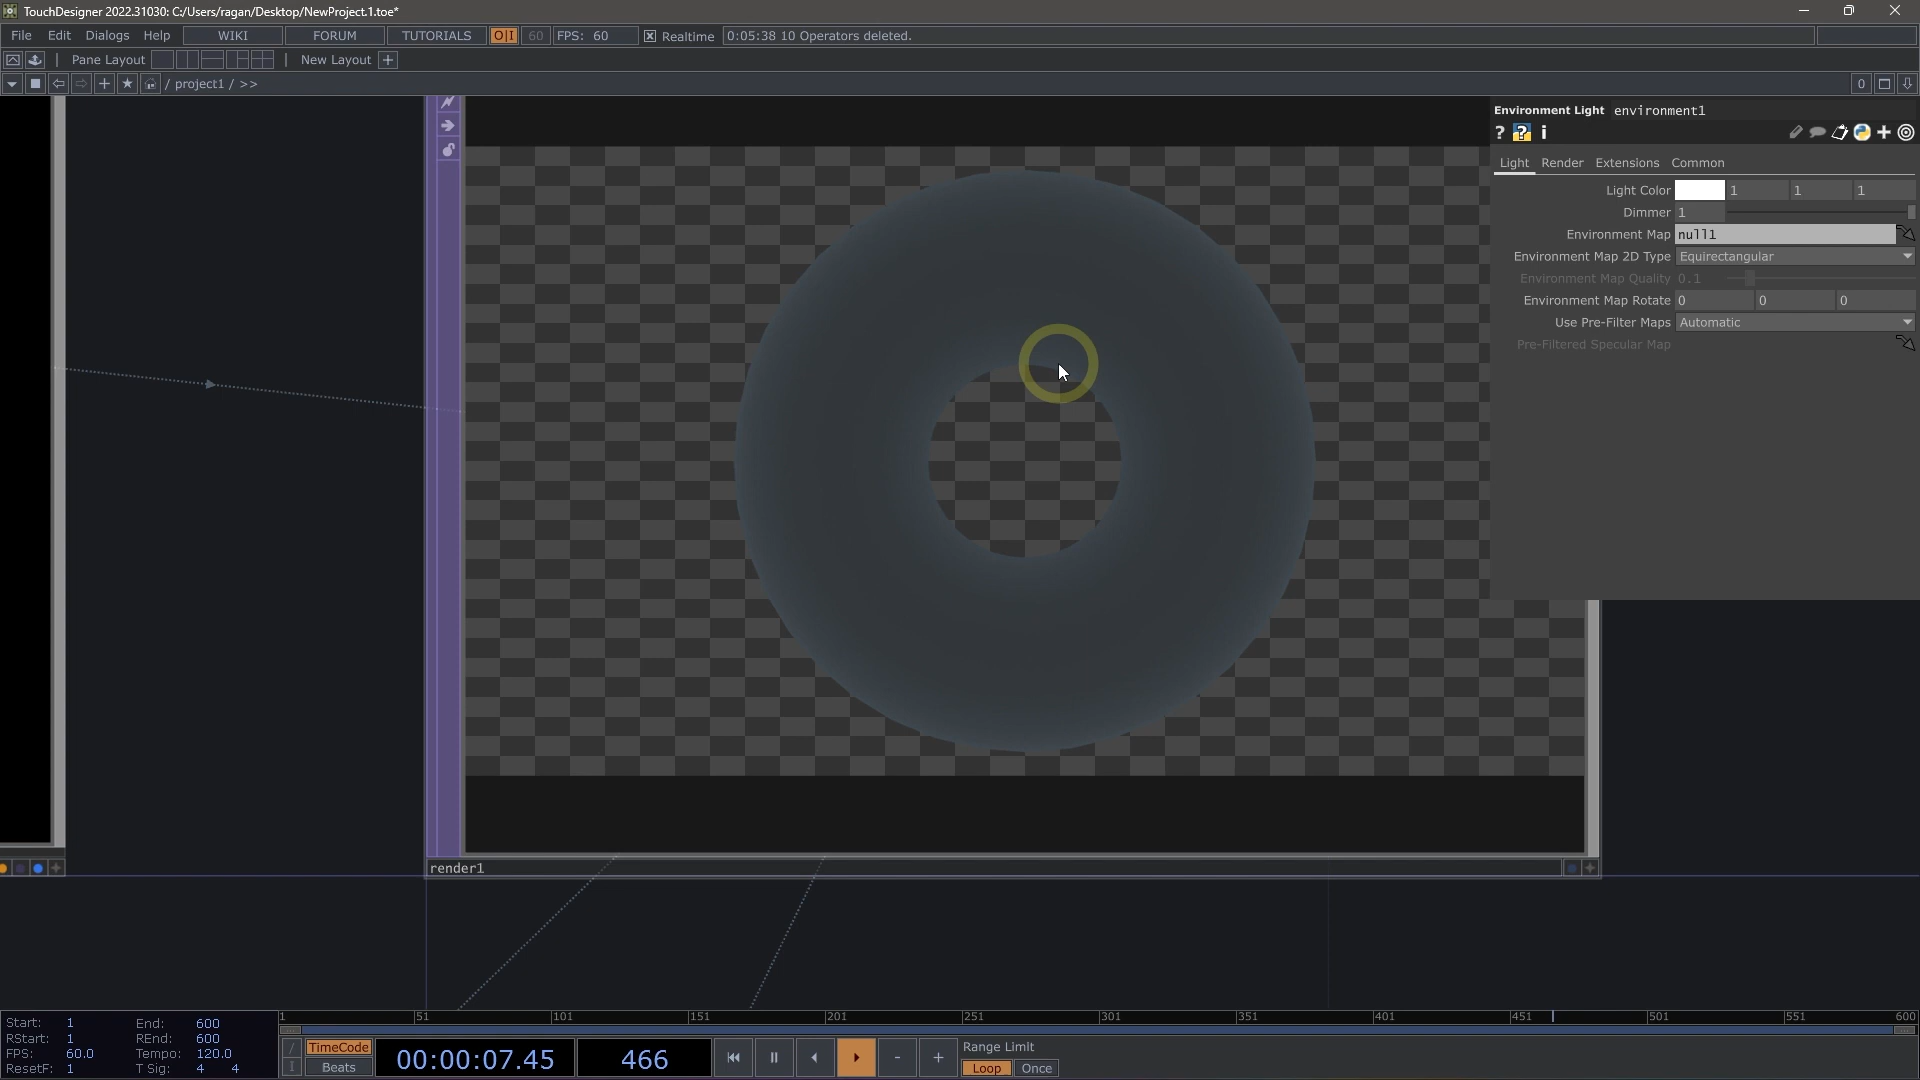 TouchDesigner 2022.31030: C:/Users/ragan/Desktop/NewProject.1.toe*
File Edit Dialogs Help WIKI FORUM TUTORIALS O|I 60 FPS: 60 Realtime 0:05:38 10 Operators deleted.
Pane Layout New Layout +
/ project1 / >> 0
Environment Light environment1
Light Render Extensions Common
Light Color 1 1 1
Dimmer 1
Environment Map null1
Environment Map 2D Type Equirectangular
Environment Map Quality 0.1
Environment Map Rotate 0 0 0
Use Pre-Filter Maps Automatic
Pre-Filtered Specular Map
render1
1 51 101 151 201 251 301 351 401 451 501 551 600
Start: 1 End: 600
RStart: 1 REnd: 600
FPS: 60.0 Tempo: 120.0
ResetF: 1 T Sig: 4 4
TimeCode
Beats
00:00:07.45 466
Range Limit
Loop Once